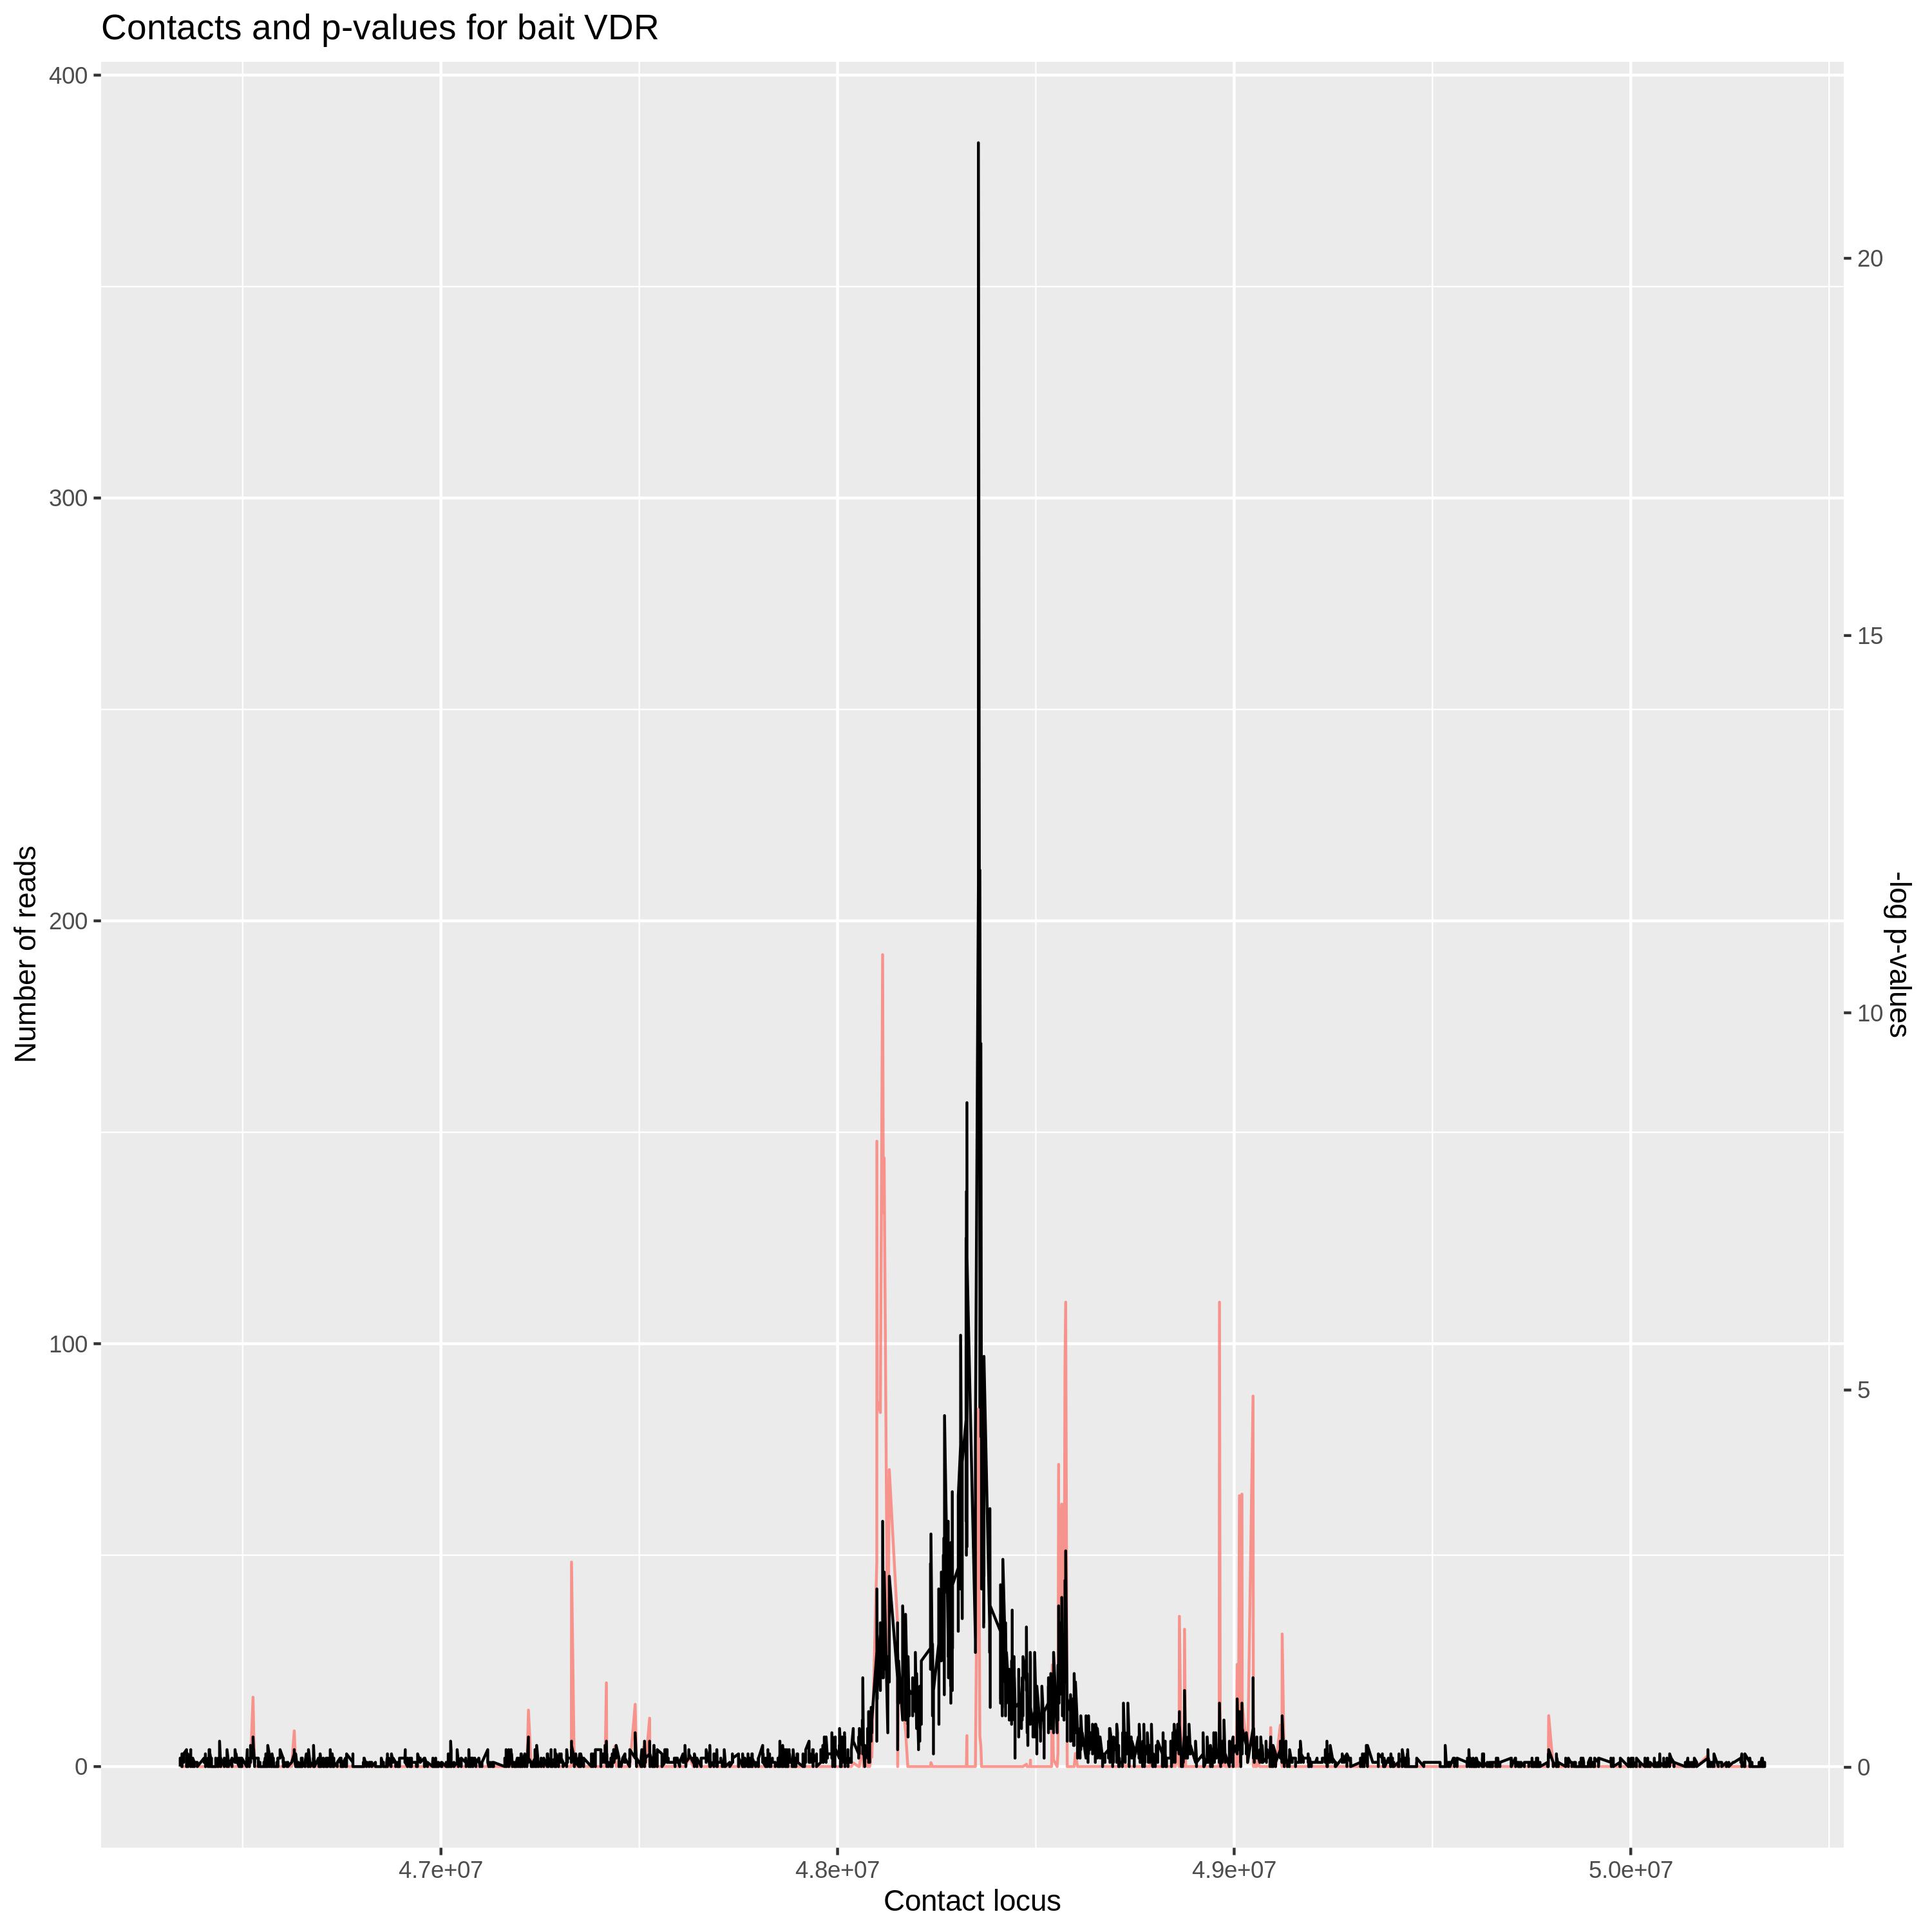 Contacts and p-values for bait VDR
400
300
200
100
0
Number of reads
20
15
10
5
0
-log p-values
4.7e+07
4.8e+07
4.9e+07
5.0e+07
Contact locus